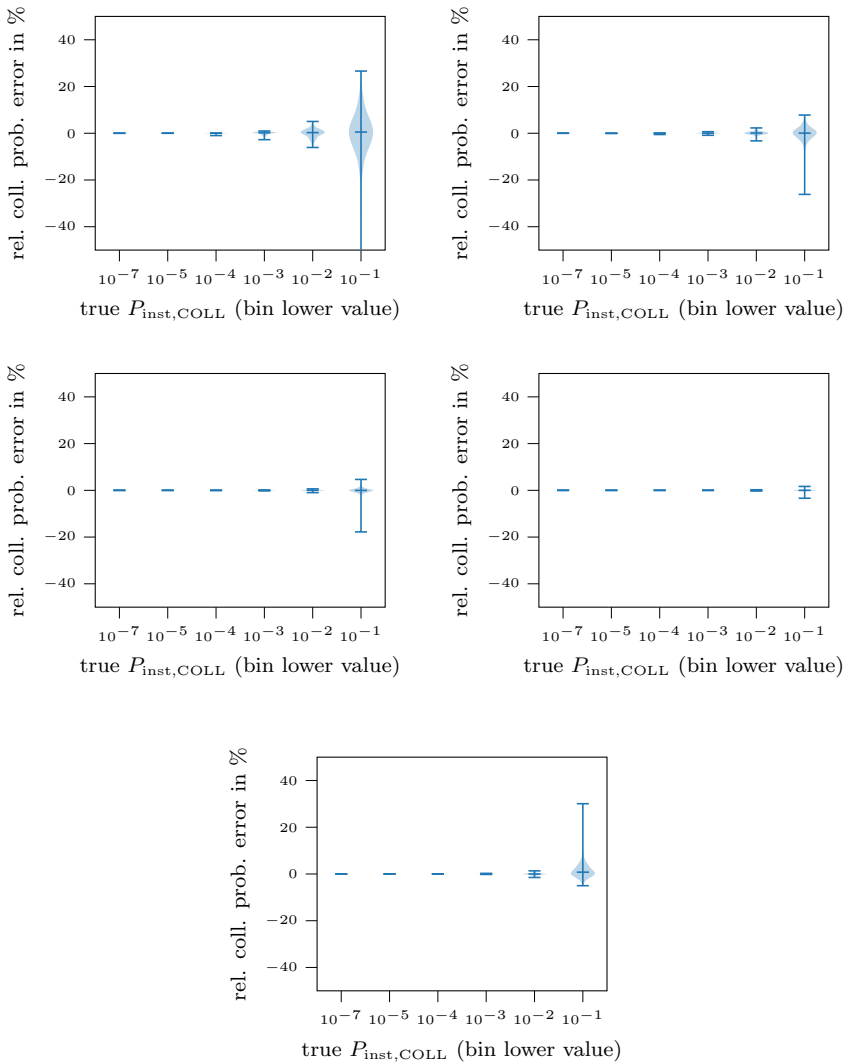 rel. coll. prob. error in %
40
20
0
−20
−40
10⁻⁷ 10⁻⁵ 10⁻⁴ 10⁻³ 10⁻² 10⁻¹
true P_inst,COLL (bin lower value)
rel. coll. prob. error in %
40
20
0
−20
−40
10⁻⁷ 10⁻⁵ 10⁻⁴ 10⁻³ 10⁻² 10⁻¹
true P_inst,COLL (bin lower value)
rel. coll. prob. error in %
40
20
0
−20
−40
10⁻⁷ 10⁻⁵ 10⁻⁴ 10⁻³ 10⁻² 10⁻¹
true P_inst,COLL (bin lower value)
rel. coll. prob. error in %
40
20
0
−20
−40
10⁻⁷ 10⁻⁵ 10⁻⁴ 10⁻³ 10⁻² 10⁻¹
true P_inst,COLL (bin lower value)
rel. coll. prob. error in %
40
20
0
−20
−40
10⁻⁷ 10⁻⁵ 10⁻⁴ 10⁻³ 10⁻² 10⁻¹
true P_inst,COLL (bin lower value)